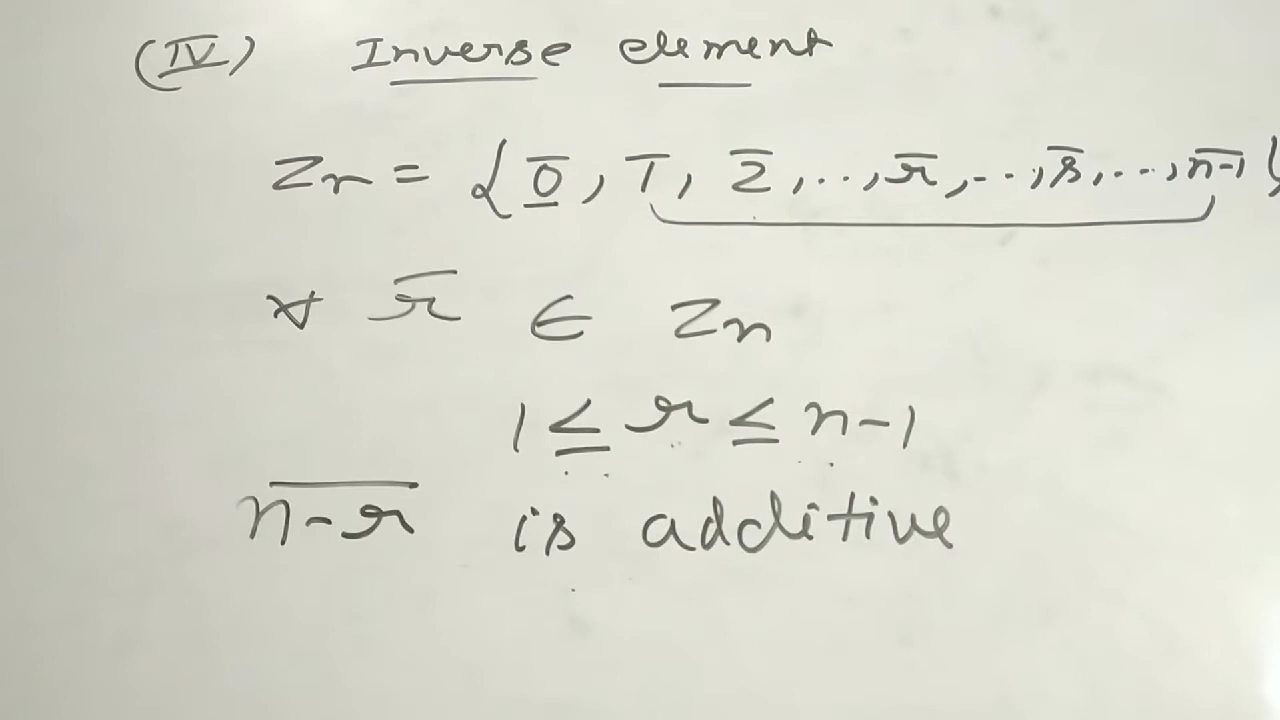 (IV) Inverse element
Zn = {0̅, 1̅, 2̅, .., r̅, --, s̅, ..., n-1̅}
∀ r̅ ∈ Zn
1 ≤ r ≤ n-1
n̅-̅r̅ is additive